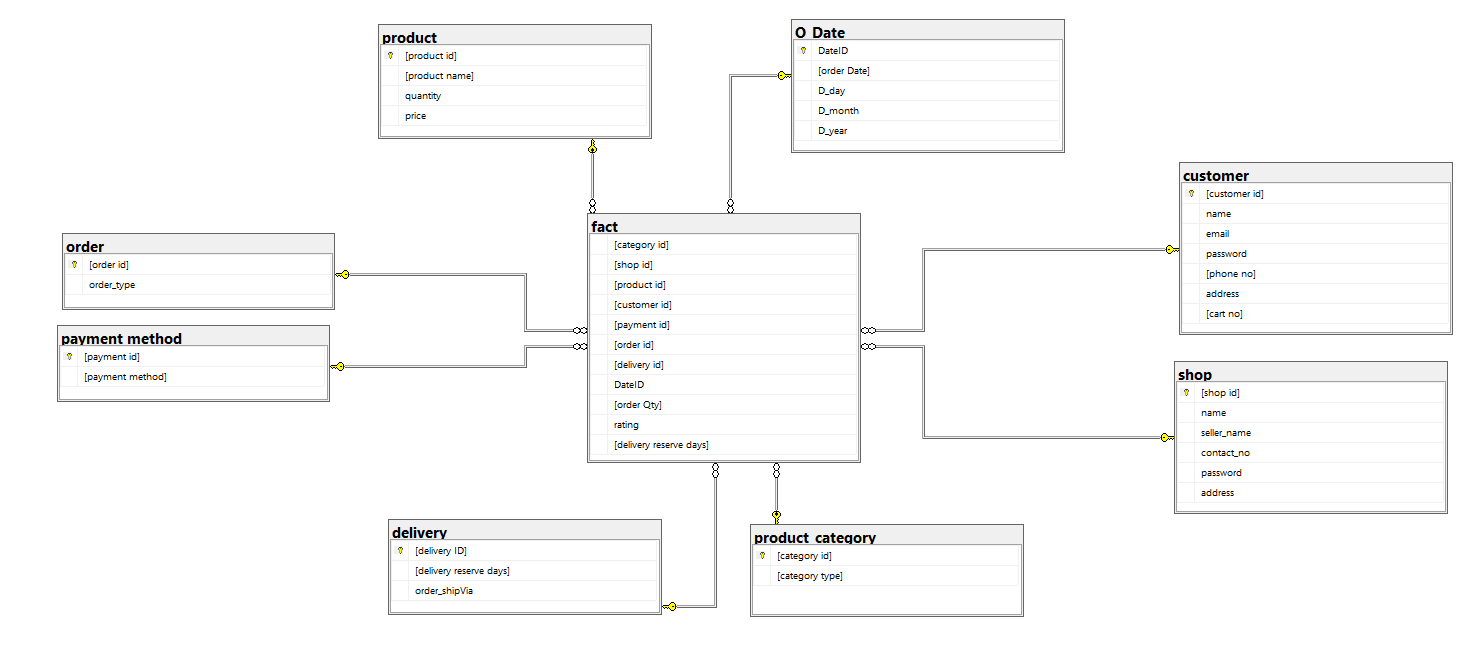 product
[product id]
[product name]
quantity
price
O_Date
DateID
[order Date]
D_day
D_month
D_year
customer
[customer id]
name
email
password
[phone no]
address
[cart no]
order
[order id]
order_type
payment method
[payment id]
[payment method]
fact
[category id]
[shop id]
[product id]
[customer id]
[payment id]
[order id]
[delivery id]
DateID
[order Qty]
rating
[delivery reserve days]
shop
[shop id]
name
seller_name
contact_no
password
address
delivery
[delivery ID]
[delivery reserve days]
order_shipVia
product_category
[category id]
[category type]